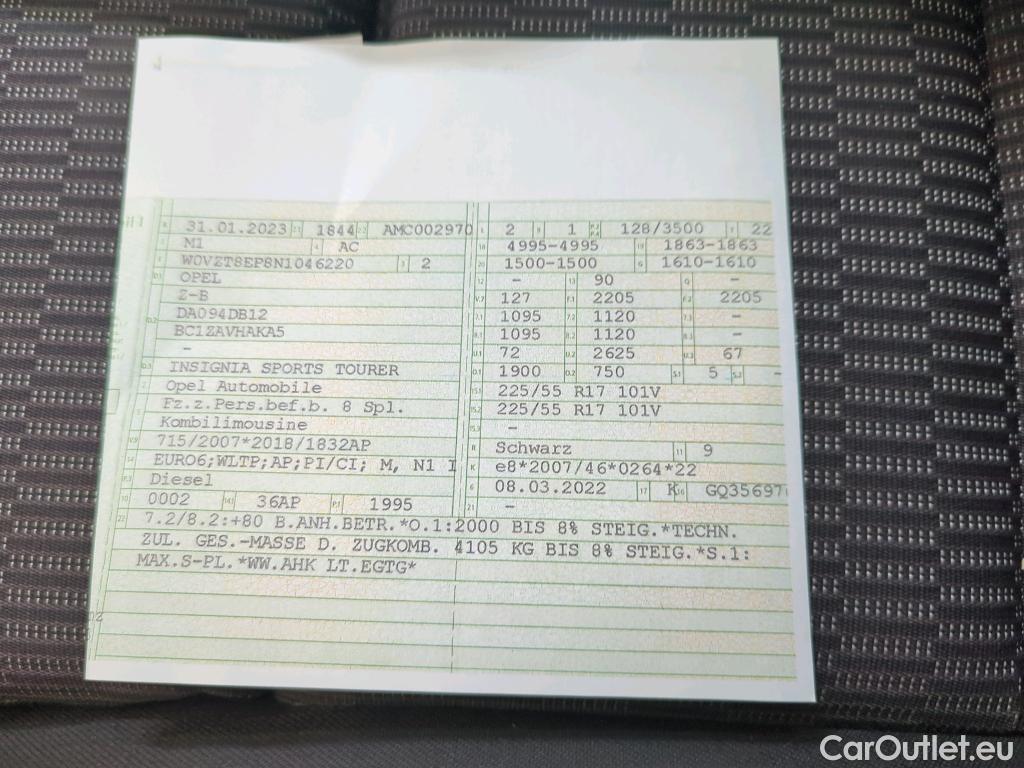 31.01.2023 1844 AMC002970
M1 AC
W0VZT8EP8N1046220 2
OPEL
Z-B
DA094DB12
BC1ZAVHAKA5
-
INSIGNIA SPORTS TOURER
Opel Automobile
Fz.z.Pers.bef.b. 8 Spl.
Kombilimousine
715/2007*2018/1832AP
EURO6;WLTP;AP;PI/CI; M, N1 I
Diesel
0002 36AP 1995
2 1 128/3500 22
4995-4995 1863-1863
1500-1500 1610-1610
- 90 -
127 2205 2205
1095 1120 -
1095 1120 -
72 2625 67
1900 750 5 -
225/55 R17 101V
225/55 R17 101V
-
Schwarz 9
e8*2007/46*0264*22
08.03.2022 K GQ35697
-
7.2/8.2:+80 B.ANH.BETR.*O.1:2000 BIS 8% STEIG.*TECHN.
ZUL. GES.-MASSE D. ZUGKOMB. 4105 KG BIS 8% STEIG.*S.1:
MAX.S-PL.*WW.AHK LT.EGTG*
CarOutlet.eu